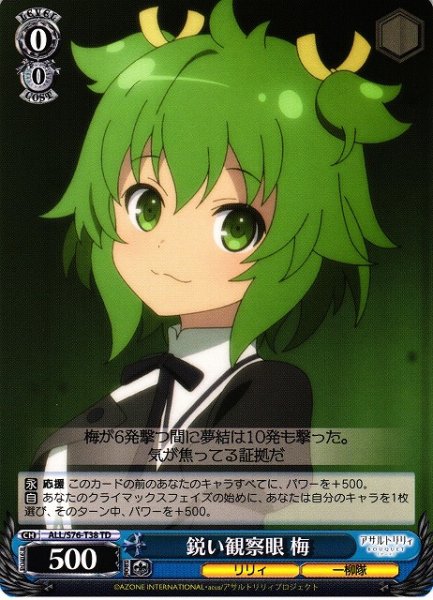 LEVEL
0
0
COST
梅が6発撃つ間に夢結は10発も撃った。
気が焦ってる証拠だ
永 応援 このカードの前のあなたのキャラすべてに、パワーを+500。
自 あなたのクライマックスフェイズの始めに、あなたは自分のキャラを1枚
選び、そのターン中、パワーを+500。
CH ALL/S76-T38 TD
POWER 500
鋭い観察眼 梅
リリィ 一柳隊
アサルトリリィ
BOUQUET
©AZONE INTERNATIONAL・acus/アサルトリリィプロジェクト